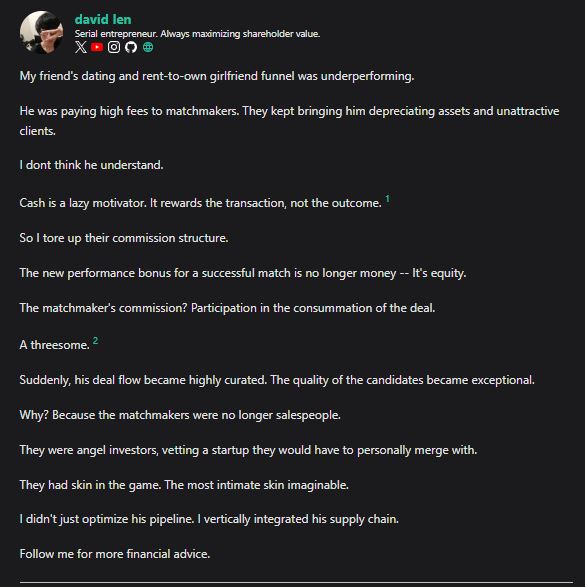 david len
Serial entrepreneur. Always maximizing shareholder value.
My friend's dating and rent-to-own girlfriend funnel was underperforming.
He was paying high fees to matchmakers. They kept bringing him depreciating assets and unattractive
clients.
I dont think he understand.
Cash is a lazy motivator. It rewards the transaction, not the outcome. 1
So I tore up their commission structure.
The new performance bonus for a successful match is no longer money -- It's equity.
The matchmaker's commission? Participation in the consummation of the deal.
A threesome. 2
Suddenly, his deal flow became highly curated. The quality of the candidates became exceptional.
Why? Because the matchmakers were no longer salespeople.
They were angel investors, vetting a startup they would have to personally merge with.
They had skin in the game. The most intimate skin imaginable.
I didn't just optimize his pipeline. I vertically integrated his supply chain.
Follow me for more financial advice.